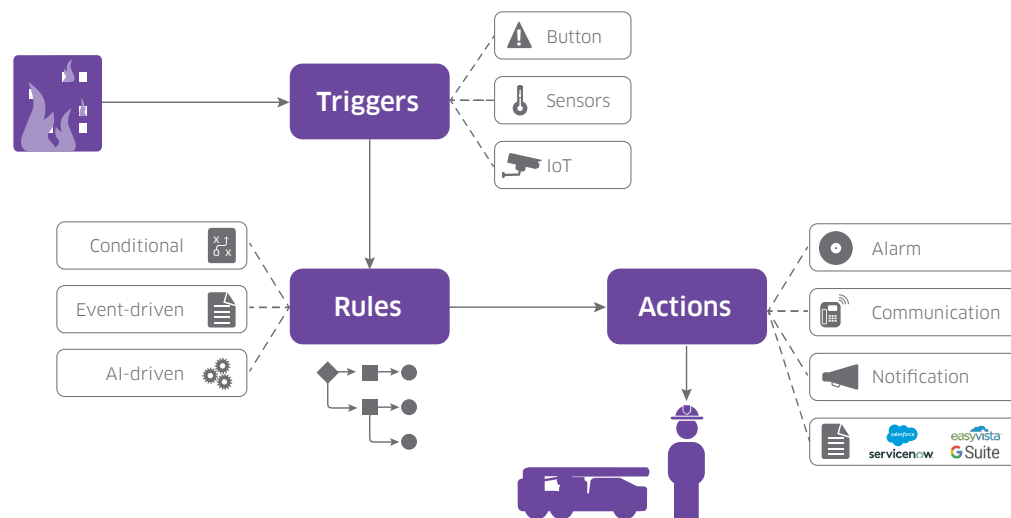 Button
Triggers
Sensors
IoT
Conditional
Event-driven
AI-driven
Rules
Actions
Alarm
Communication
Notification
salesforce
servicenow
easyvista
G Suite